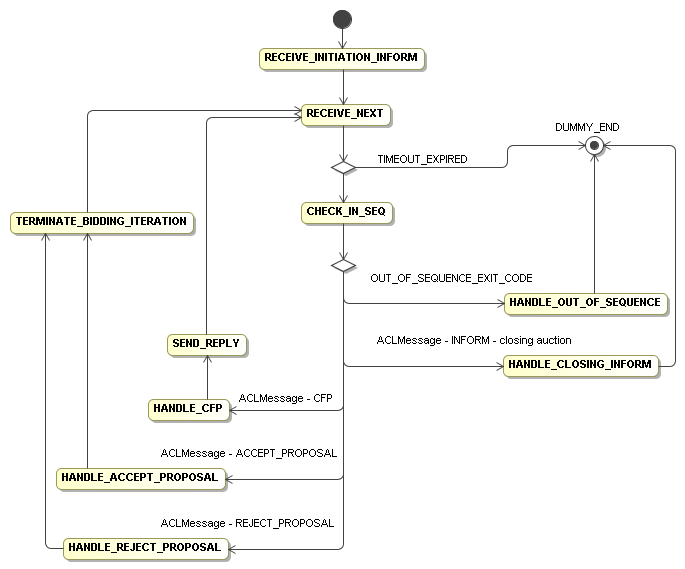 RECEIVE_INITIATION_INFORM
RECEIVE_NEXT
DUMMY_END
TIMEOUT_EXPIRED
CHECK_IN_SEQ
TERMINATE_BIDDING_ITERATION
OUT_OF_SEQUENCE_EXIT_CODE
HANDLE_OUT_OF_SEQUENCE
SEND_REPLY
ACLMessage - INFORM - closing auction
HANDLE_CLOSING_INFORM
ACLMessage - CFP
HANDLE_CFP
ACLMessage - ACCEPT_PROPOSAL
HANDLE_ACCEPT_PROPOSAL
ACLMessage - REJECT_PROPOSAL
HANDLE_REJECT_PROPOSAL